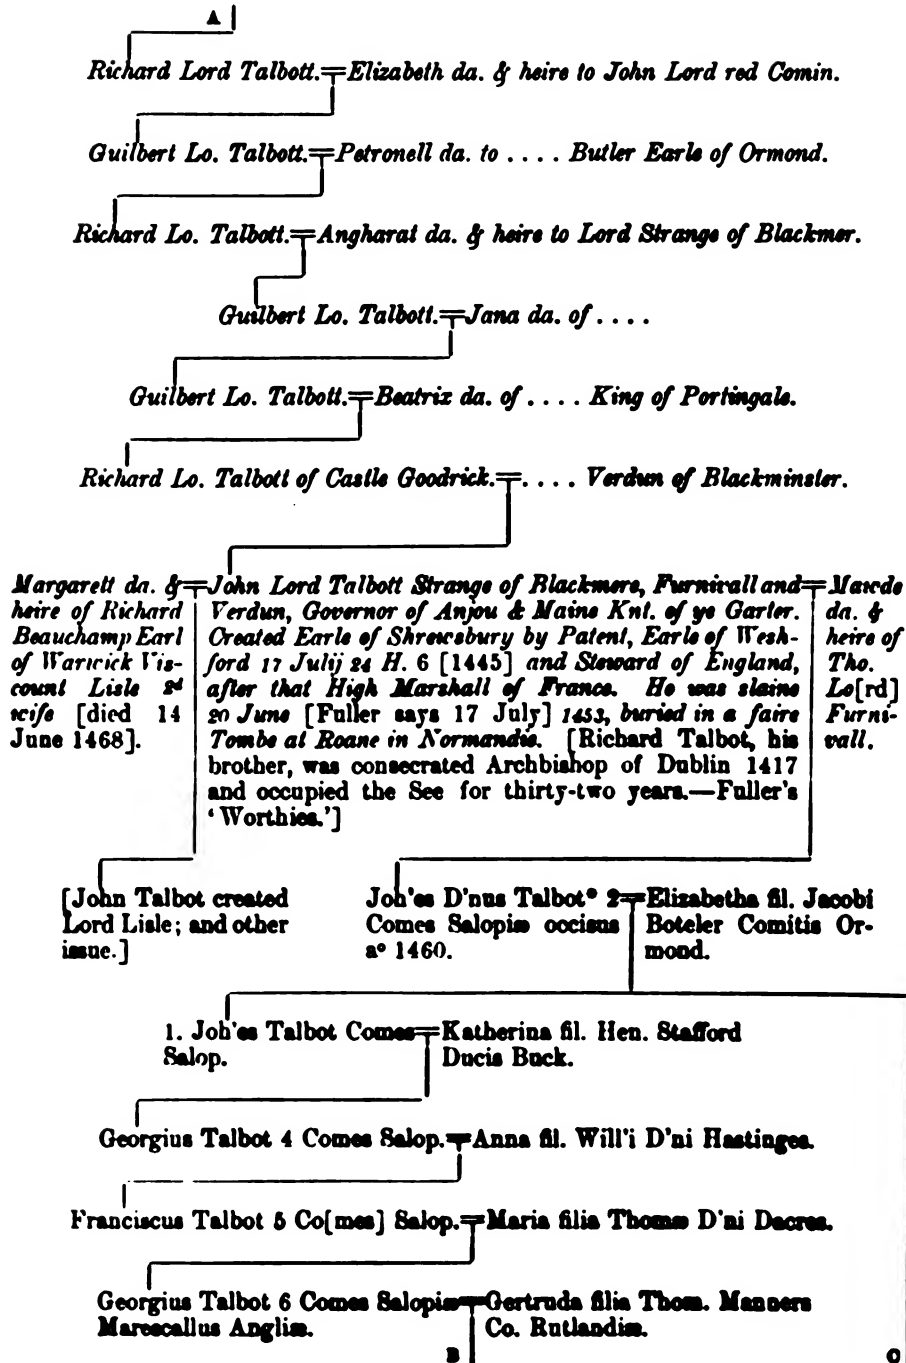 A
Richard Lord Talbott.=Elizabeth da. & heire to John Lord red Comin.
Guilbert Lo. Talbott.=Petronell da. to . . . . Butler Earle of Ormond.
Richard Lo. Talbott.=Angharat da. & heire to Lord Strange of Blackmer.
Guilbert Lo. Talbott.=Jana da. of . . . .
Guilbert Lo. Talbott.=Beatrix da. of . . . . King of Portingale.
Richard Lo. Talbott of Castle Goodrick.=. . . . Verdun of Blackminster.
Margarett da. &
heire of Richard
Beauchamp Earl
of Warwick Vis-
count Lisle 2d
wife [died 14
June 1468].
=John Lord Talbott Strange of Blackmere, Furnivall and=
Verdun, Governor of Anjou & Maine Knt. of ye Garter.
Created Earle of Shrewsbury by Patent, Earle of Wesh-
ford 17 Julij 24 H. 6 [1445] and Steward of England,
after that High Marshall of France. He was slaine
20 June [Fuller says 17 July] 1453, buried in a faire
Tombe at Roane in Normandie. [Richard Talbot, his
brother, was consecrated Archbishop of Dublin 1417
and occupied the See for thirty-two years.—Fuller's
'Worthies.']
Mawde
da. &
heire of
Tho.
Lo[rd]
Furni-
vall.
[John Talbot created
Lord Lisle; and other
issue.]
Joh'es D'nus Talbot° 2=
Comes Salopiæ occisus
a° 1460.
Elizabetha fil. Jacobi
Boteler Comitis Or-
mond.
1. Joh'es Talbot Comes=
Salop.
Katherina fil. Hen. Stafford
Ducis Buck.
Georgius Talbot 4 Comes Salop.=Anna fil. Will'i D'ni Hastinges.
Franciscus Talbot 5 Co[mes] Salop.=Maria filia Thomæ D'ni Dacres.
Georgius Talbot 6 Comes Salopiæ=
Marescallus Angliæ.
Gertruda filia Thom. Manners
Co. Rutlandiæ.
B
C